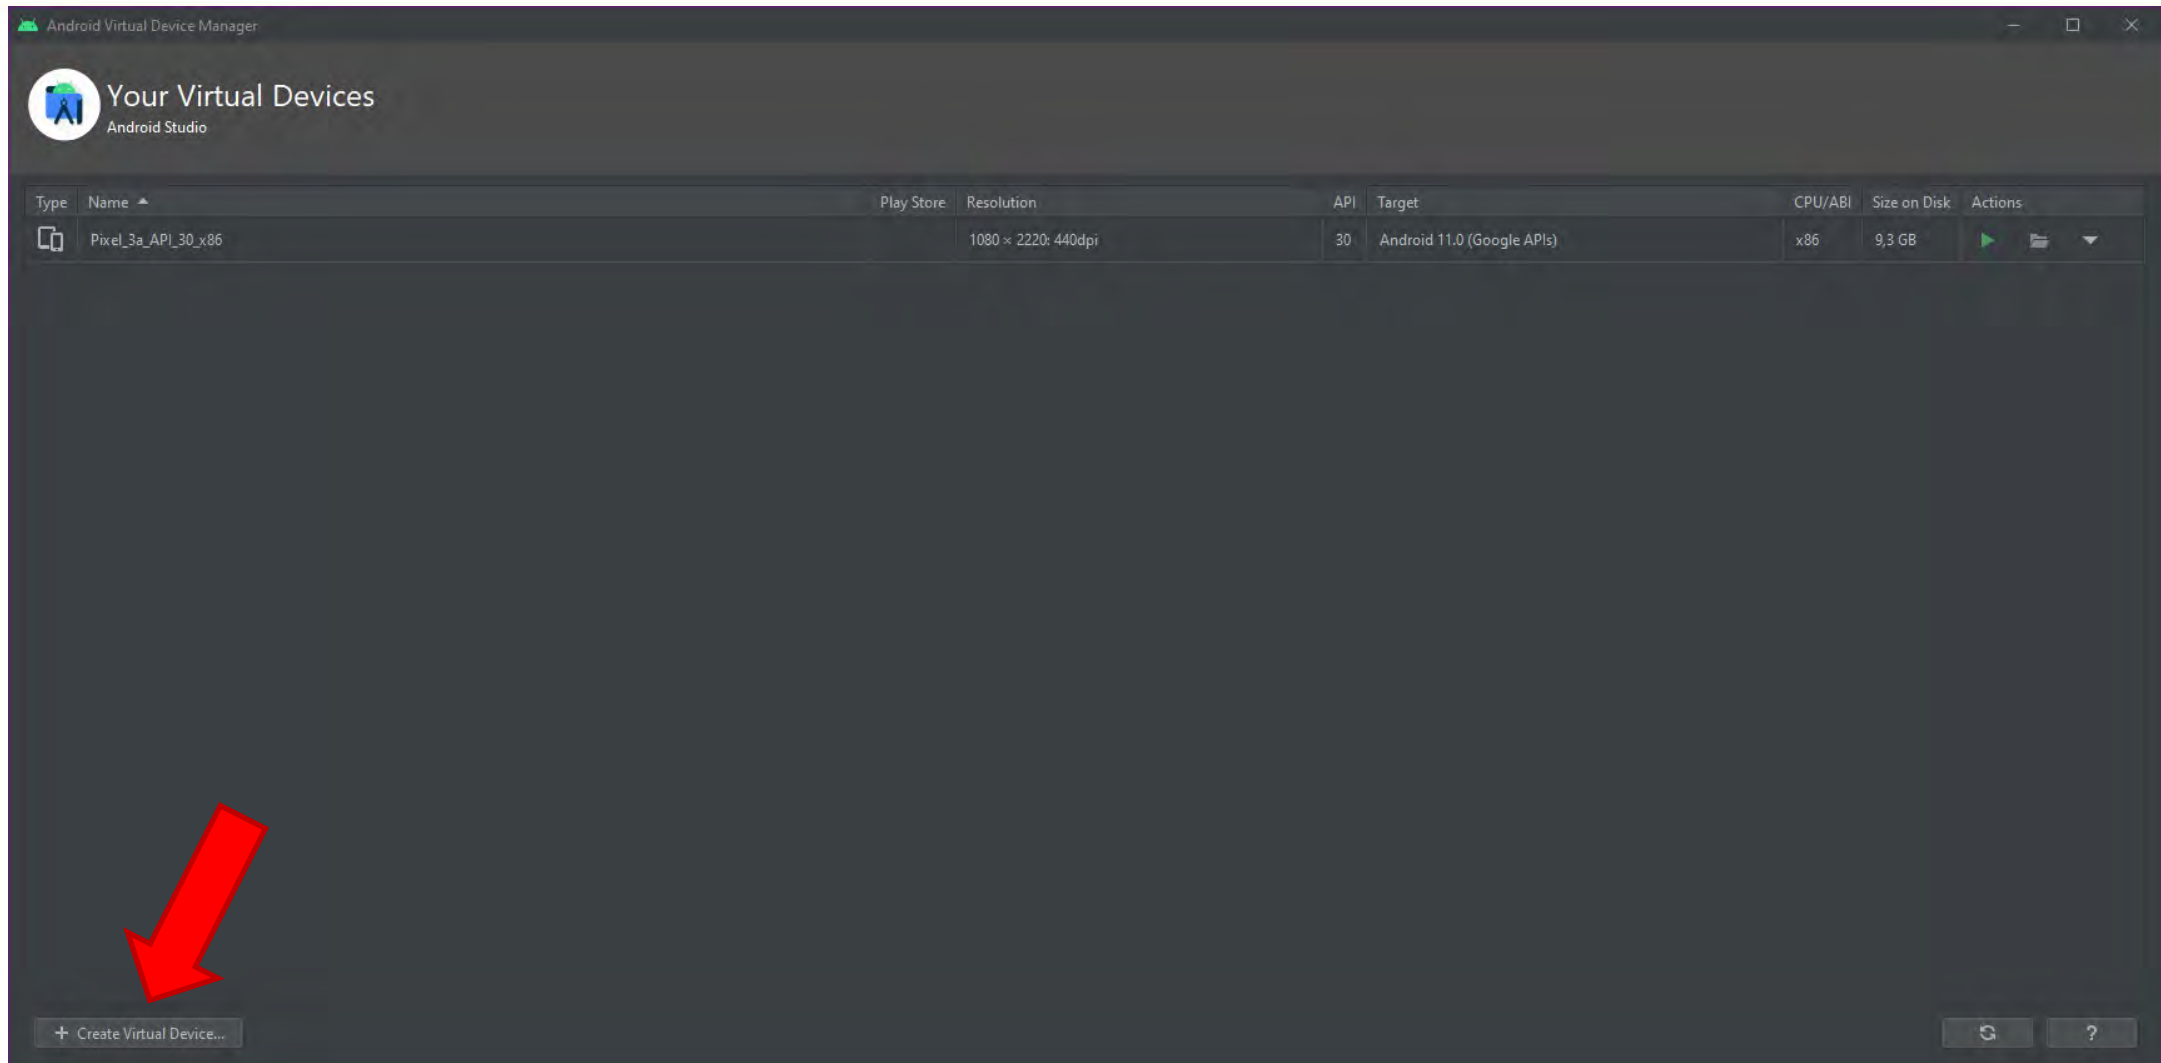 Android Virtual Device Manager
Your Virtual Devices
Android Studio
Type Name Play Store Resolution API Target CPU/ABI Size on Disk Actions
Pixel_3a_API_30_x86 1080 × 2220: 440dpi 30 Android 11.0 (Google APIs) x86 9,3 GB
+ Create Virtual Device... ?